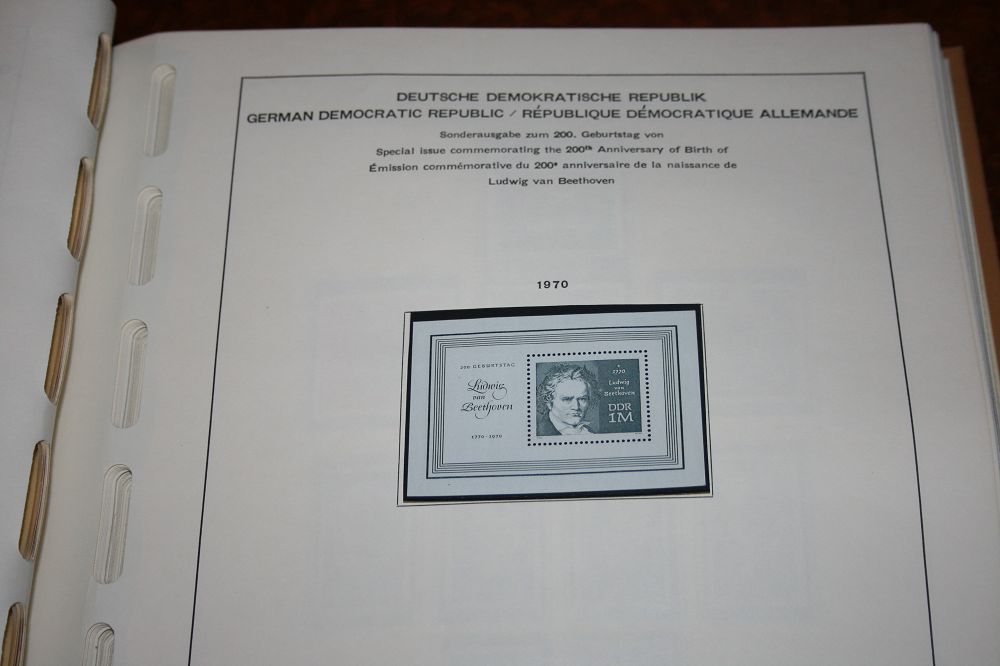 DEUTSCHE DEMOKRATISCHE REPUBLIK
GERMAN DEMOCRATIC REPUBLIC / RÉPUBLIQUE DÉMOCRATIQUE ALLEMANDE
Sonderausgabe zum 200. Geburtstag von
Special issue commemorating the 200th Anniversary of Birth of
Émission commémorative du 200e anniversaire de la naissance de
Ludwig van Beethoven
1970
200 GEBURTSTAG
Ludwig
van
Beethoven
1770 · 1970
* 1770
Ludwig
van
Beethoven
DDR
1M